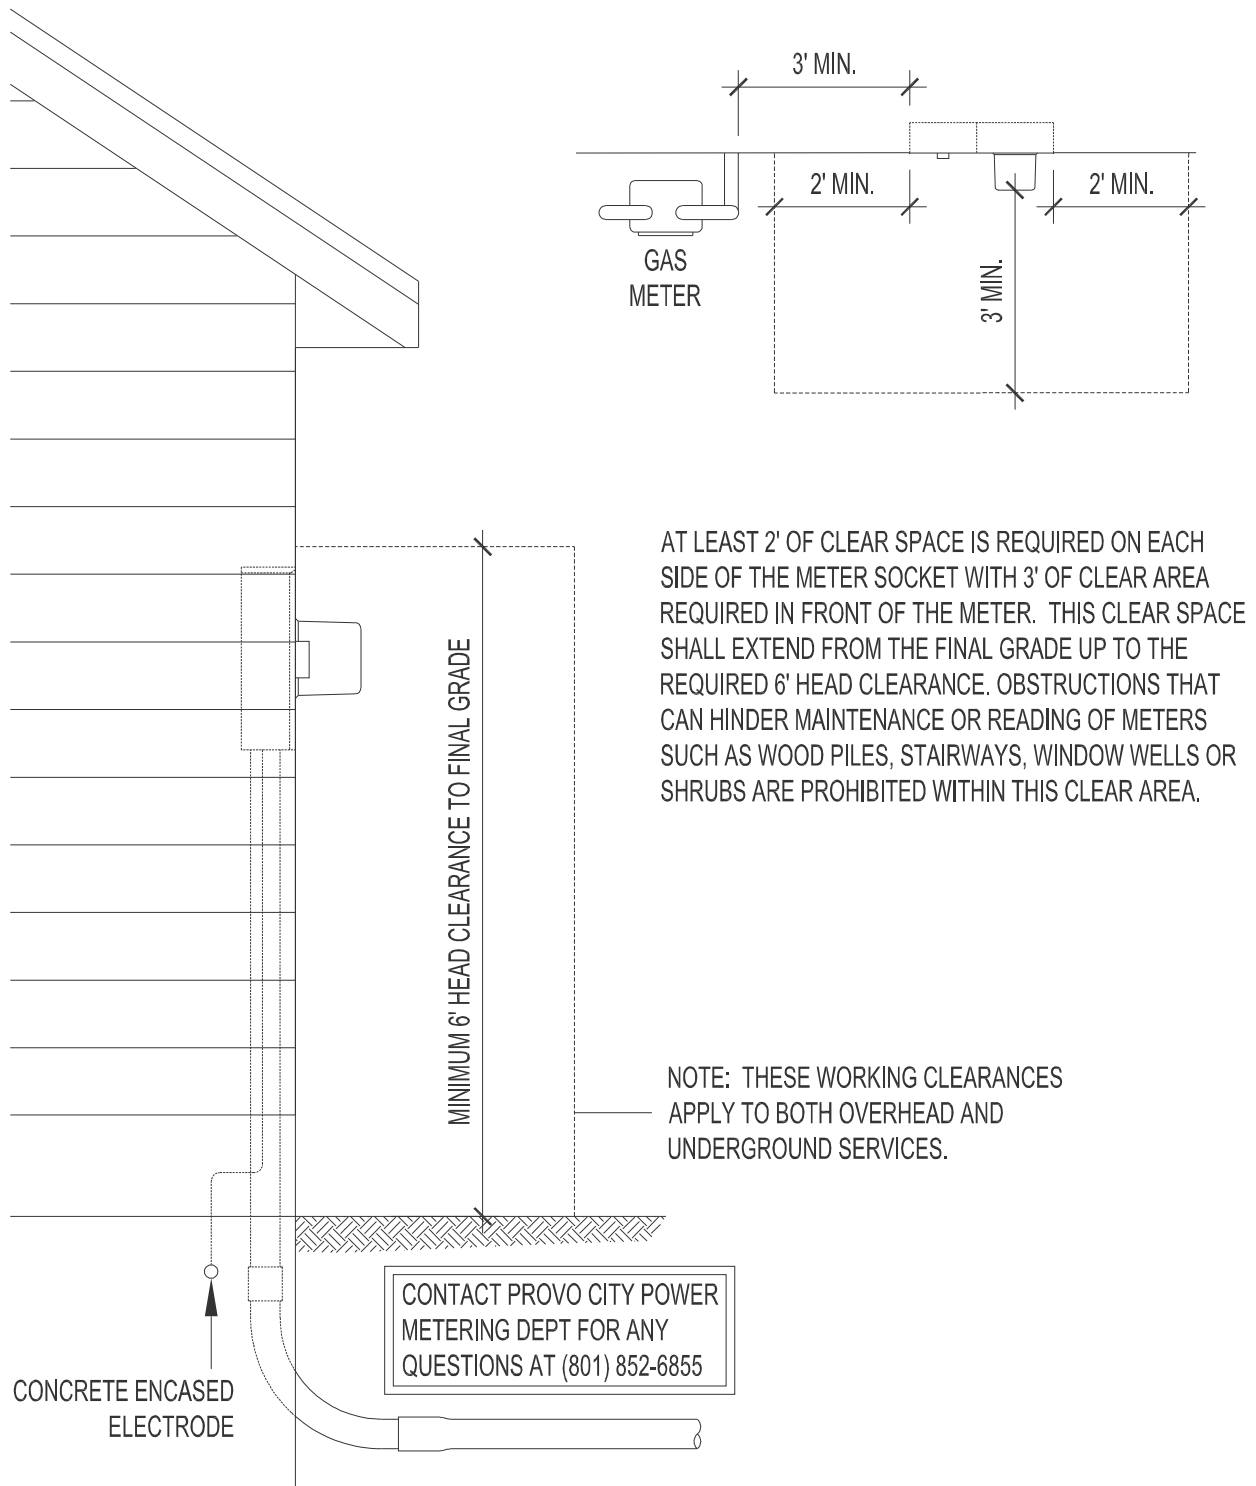 3' MIN.
2' MIN.
2' MIN.
3' MIN.
GAS
METER
AT LEAST 2' OF CLEAR SPACE IS REQUIRED ON EACH
SIDE OF THE METER SOCKET WITH 3' OF CLEAR AREA
REQUIRED IN FRONT OF THE METER. THIS CLEAR SPACE
SHALL EXTEND FROM THE FINAL GRADE UP TO THE
REQUIRED 6' HEAD CLEARANCE. OBSTRUCTIONS THAT
CAN HINDER MAINTENANCE OR READING OF METERS
SUCH AS WOOD PILES, STAIRWAYS, WINDOW WELLS OR
SHRUBS ARE PROHIBITED WITHIN THIS CLEAR AREA.
MINIMUM 6' HEAD CLEARANCE TO FINAL GRADE
NOTE: THESE WORKING CLEARANCES
APPLY TO BOTH OVERHEAD AND
UNDERGROUND SERVICES.
CONTACT PROVO CITY POWER
METERING DEPT FOR ANY
QUESTIONS AT (801) 852-6855
CONCRETE ENCASED
ELECTRODE